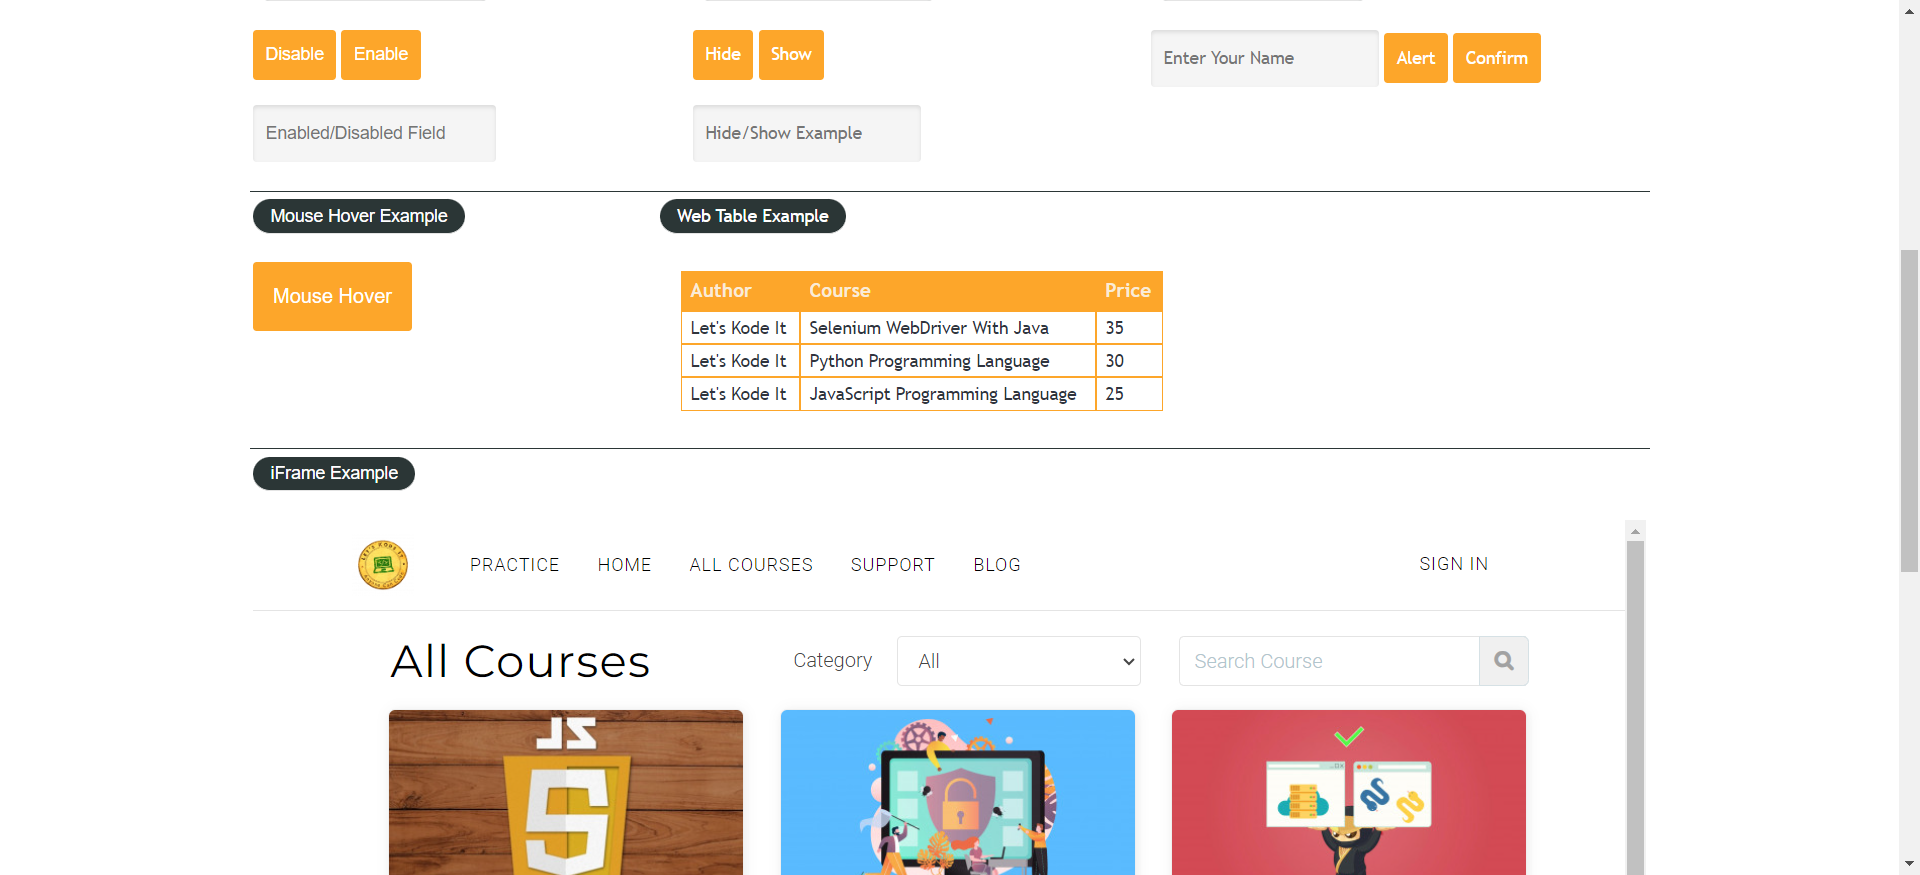 Disable Enable
Hide Show
Enter Your Name Alert Confirm
Enabled/Disabled Field
Hide/Show Example
Mouse Hover Example
Web Table Example
Mouse Hover
Author Course Price
Let's Kode It Selenium WebDriver With Java 35
Let's Kode It Python Programming Language 30
Let's Kode It JavaScript Programming Language 25
iFrame Example
PRACTICE HOME ALL COURSES SUPPORT BLOG SIGN IN
All Courses
Category All
Search Course
JS
5